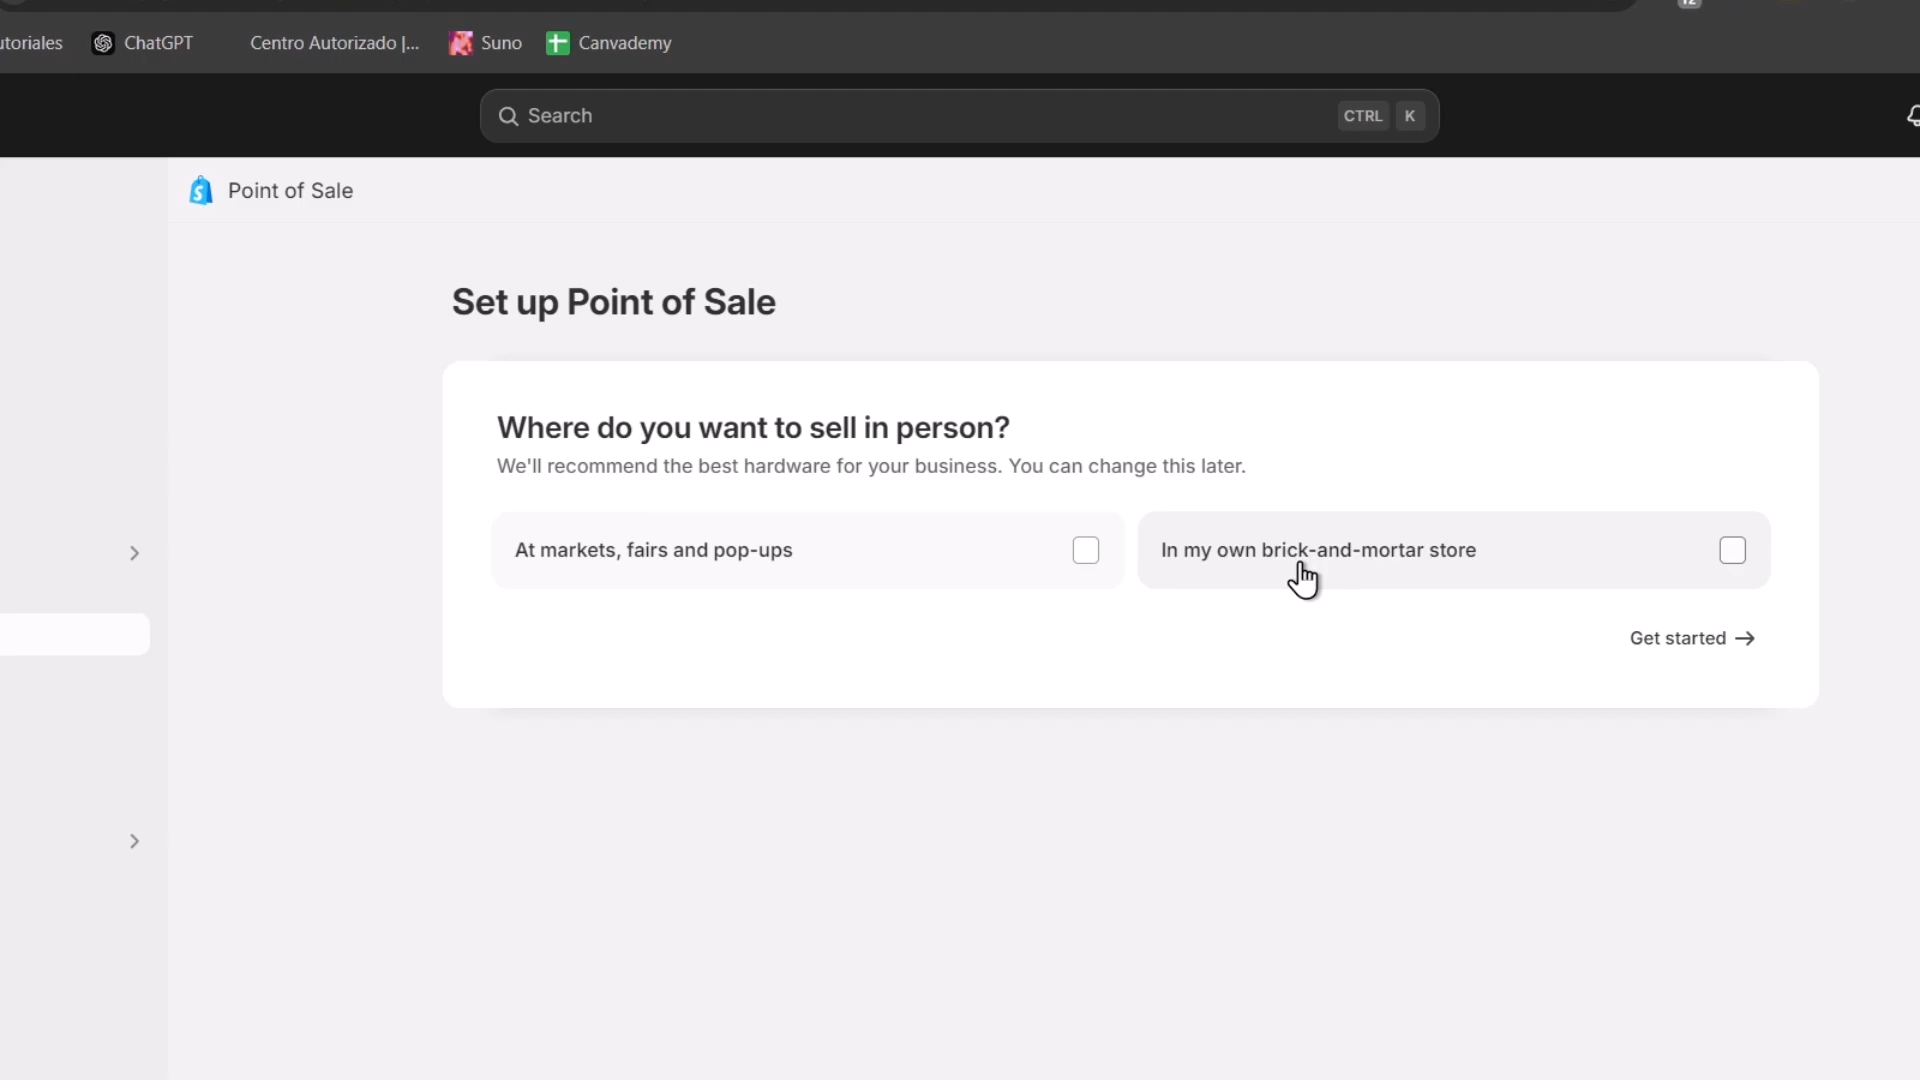 utoriales ChatGPT Centro Autorizado |... Suno Canvademy
12
Search CTRL K
Point of Sale
Set up Point of Sale
Where do you want to sell in person?
We'll recommend the best hardware for your business. You can change this later.
At markets, fairs and pop-ups In my own brick-and-mortar store
Get started →